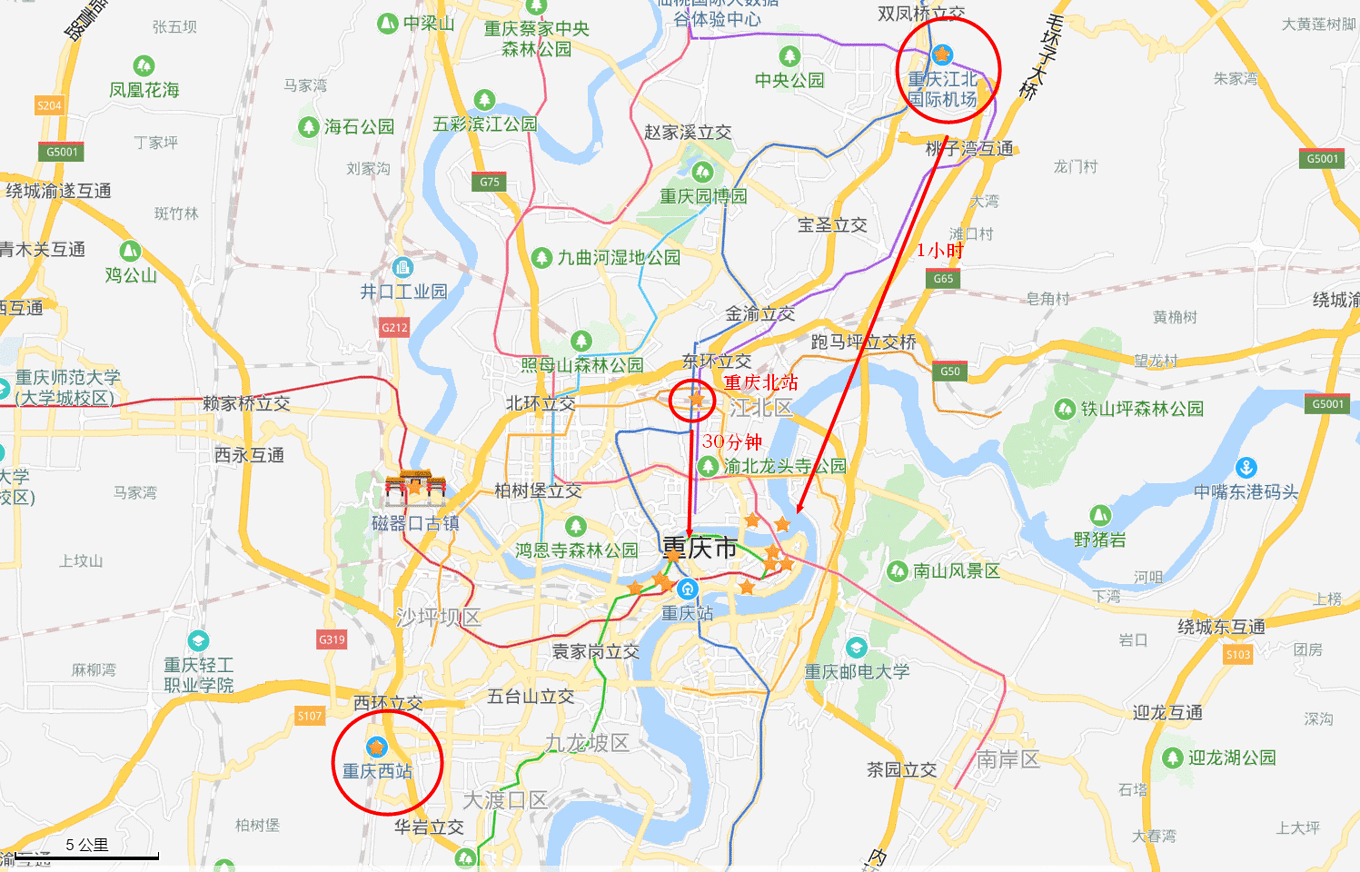 双凤桥立交
谷体验中心
中梁山
重庆蔡家中央
森林公园
张五坝
大黄莲树脚
毛坯子大桥
中央公园
重庆江北
国际机场
朱家湾
凤凰花海
马家湾
S204
五彩滨江公园
海石公园
赵家溪立交
丁家坪
G5001
桃子湾互通
G5001
龙门村
刘家沟
G75
绕城渝遂互通
重庆园博园
大湾
斑竹林
宝圣立交
滩口村
青木关互通
1小时
鸡公山
九曲河湿地公园
G65
井口工业园
皂角村
西互通
金渝立交
黄桷树
G212
跑马坪立交桥
照母山森林公园
东环立交
望龙村
G50
重庆师范大学
(大学城校区)
重庆北站
赖家桥立交
北环立交
江北区
铁山坪森林公园
G5001
30分钟
西永互通
渝北龙头寺公园
大学
校区)
马家湾
柏树堡立交
中嘴东港码头
磁器口古镇
鸿恩寺森林公园
重庆市
野猪岩
上坟山
南山风景区
河咀
下湾
上榜
沙坪坝区
重庆站
绕城东互通
G319
岩口
团房
S103
麻柳湾
重庆轻工
职业学院
袁家岗立交
重庆邮电大学
西环立交
五台山立交
S107
迎龙互通
深沟
九龙坡区
重庆西站
茶园立交
南岸区
迎龙湖公园
大渡口区
石塔
柏树堡
华岩立交
大春湾
上大坪
5 公里